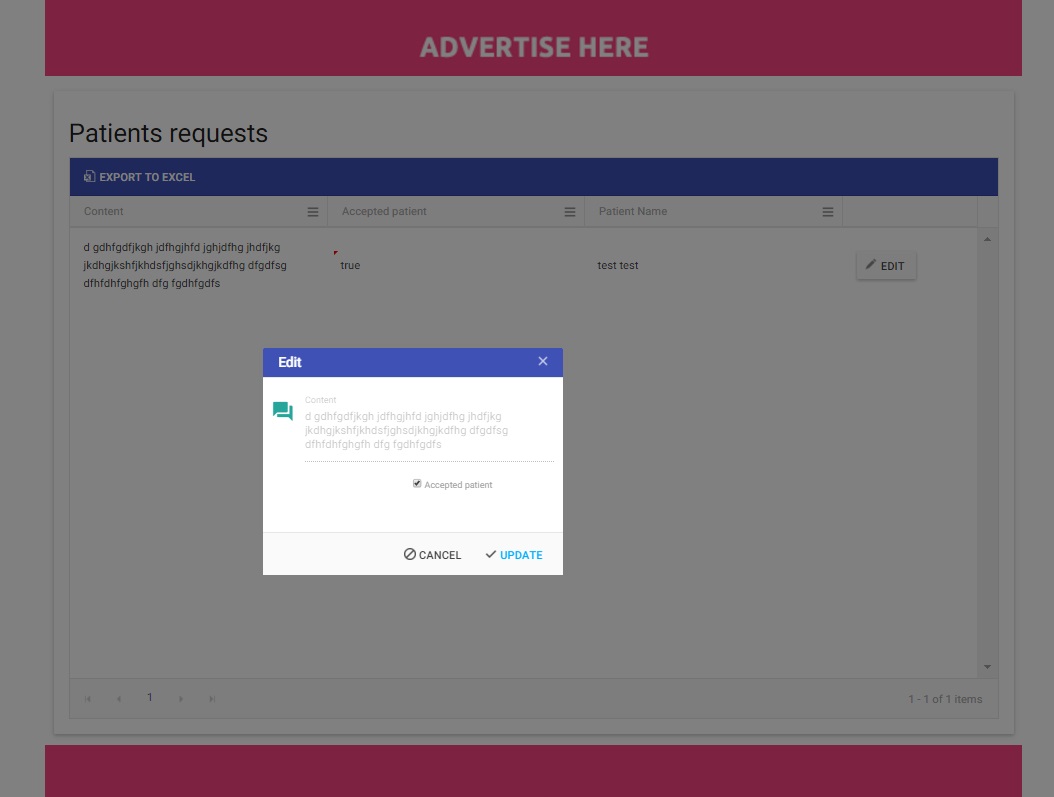 ADVERTISE HERE
Patients requests
EXPORT TO EXCEL
Content
Accepted patient
Patient Name
d gdhfgdfjkgh jdfhgjhfd jghjdfhg jhdfjkg
jkdhgjkshfjkhdsfjghsdjkhgjkdfhg dfgdfsg
dfhfdhfghgfh dfg fgdhfgdfs
true
test test
EDIT
Edit
Content
d gdhfgdfjkgh jdfhgjhfd jghjdfhg jhdfjkg
jkdhgjkshfjkhdsfjghsdjkhgjkdfhg dfgdfsg
dfhfdhfghgfh dfg fgdhfgdfs
Accepted patient
CANCEL
UPDATE
1
1 - 1 of 1 items